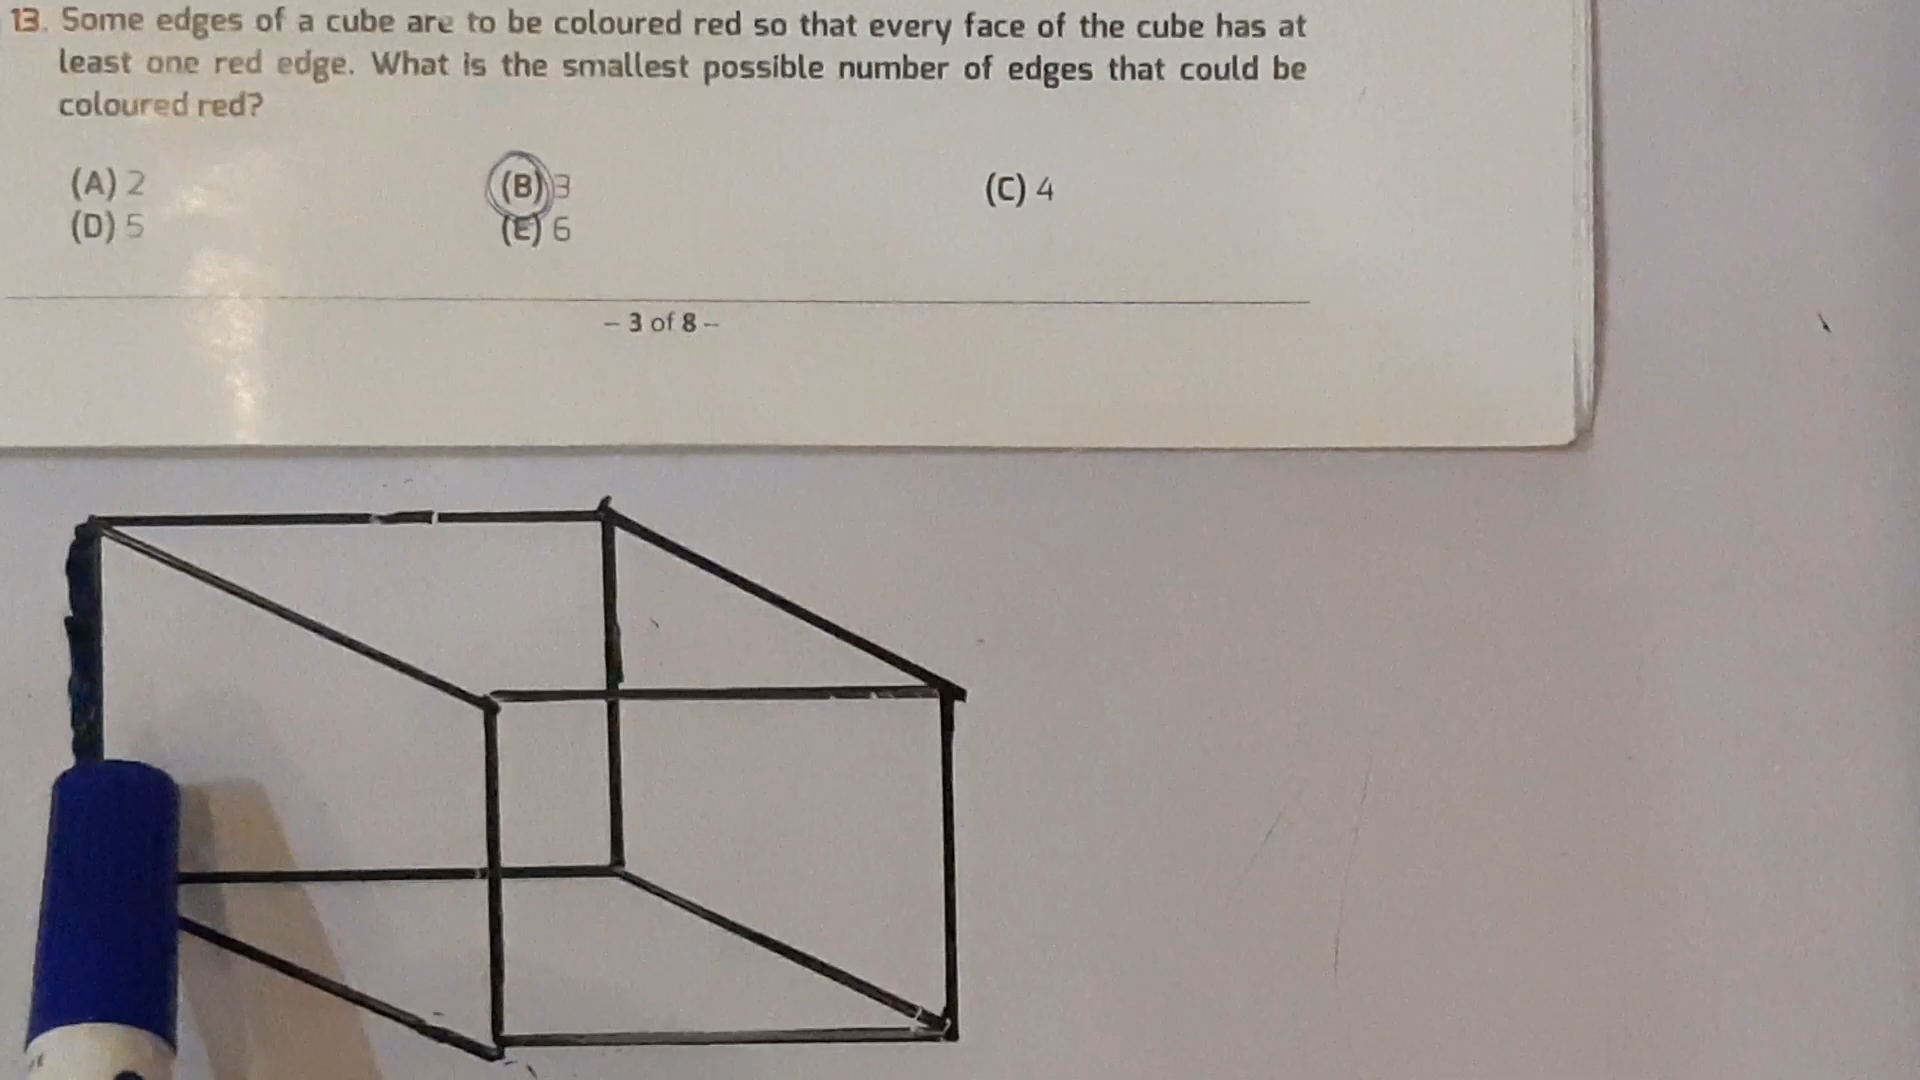 13. Some edges of a cube are to be coloured red so that every face of the cube has at
least one red edge. What is the smallest possible number of edges that could be
coloured red?
(A) 2 (B) 3 (C) 4
(D) 5 (E) 6
– 3 of 8 –